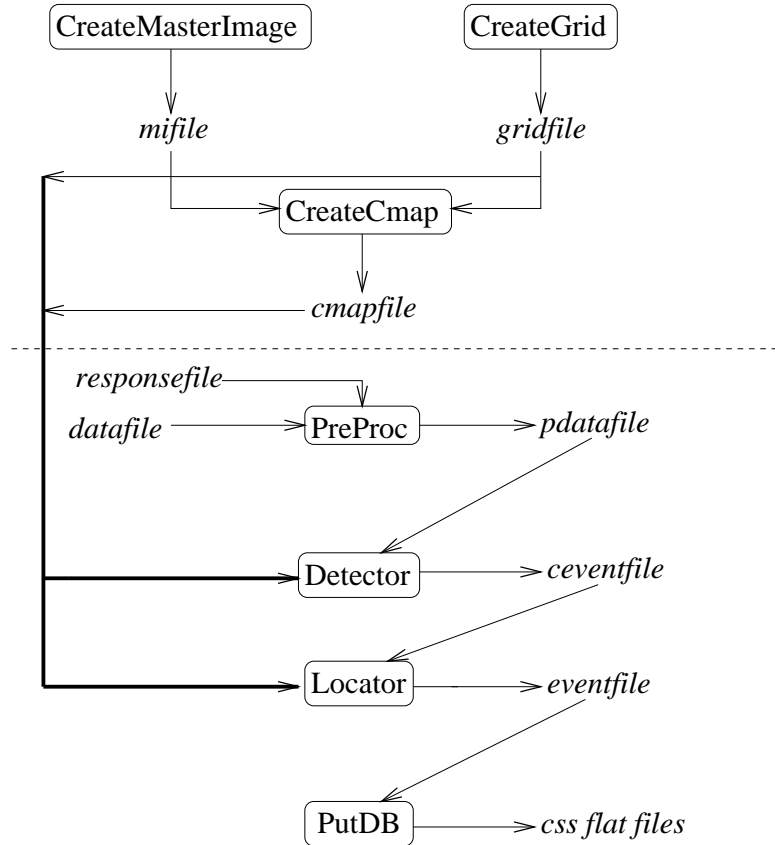 CreateMasterImage
CreateGrid
mifile
gridfile
CreateCmap
cmapfile
responsefile
datafile
PreProc
pdatafile
Detector
ceventfile
Locator
eventfile
PutDB
css flat files